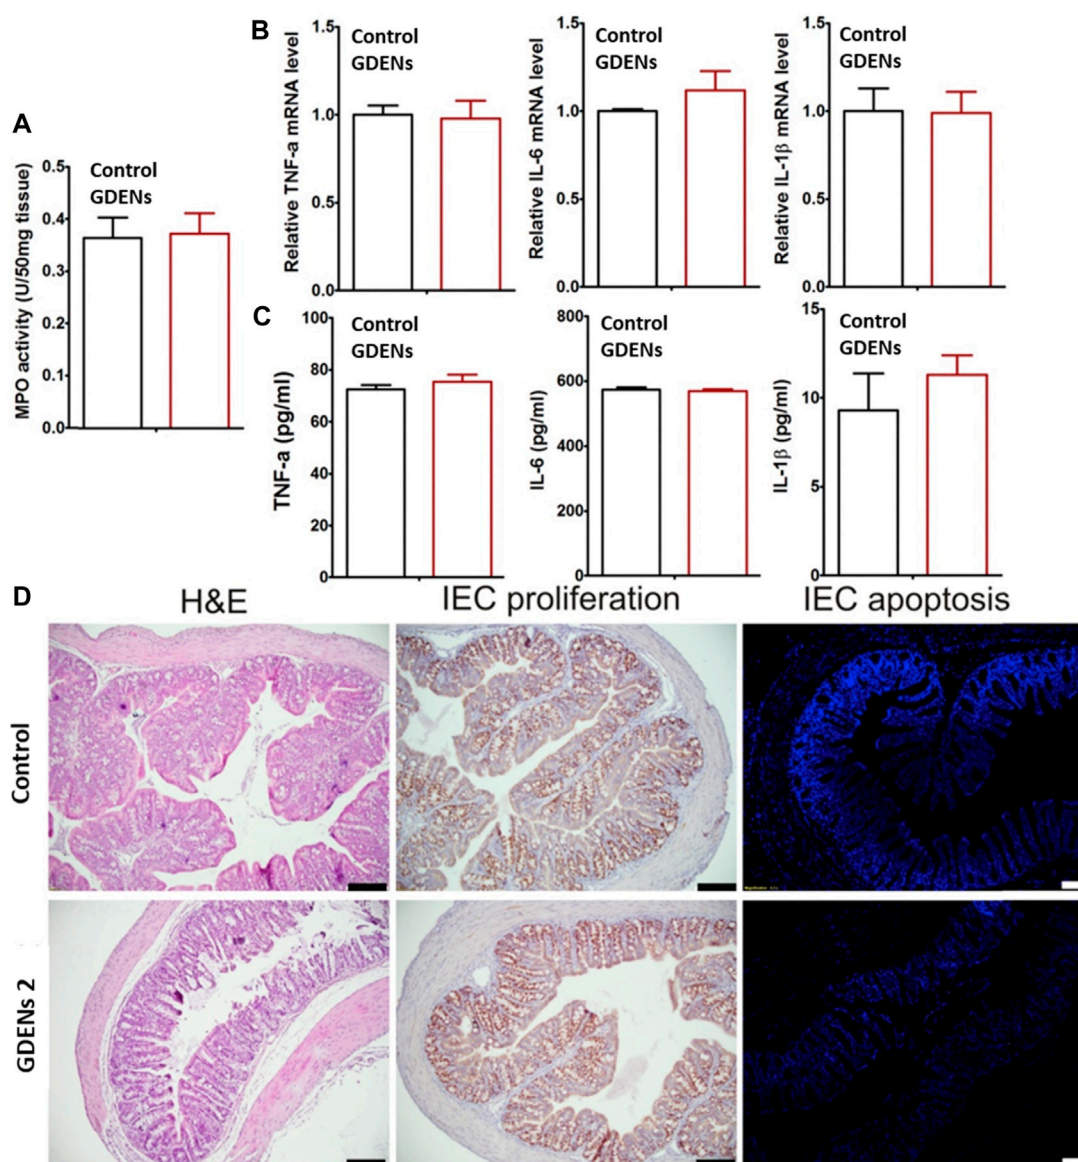 A
MPO activity (U/50mg tissue)
0.5
0.4
0.3
0.2
0.1
0.0
Control
GDENs
B
Relative TNF-a mRNA level
1.5
1.0
0.5
0.0
Control
GDENs
Relative IL-6 mRNA level
1.5
1.0
0.5
0.0
Control
GDENs
Relative IL-1β mRNA level
1.5
1.0
0.5
0.0
Control
GDENs
C
TNF-a (pg/ml)
100
80
60
40
20
0
Control
GDENs
IL-6 (pg/ml)
800
600
400
200
0
Control
GDENs
IL-1β (pg/ml)
15
10
5
0
Control
GDENs
D
H&E
IEC proliferation
IEC apoptosis
Control
GDENs 2